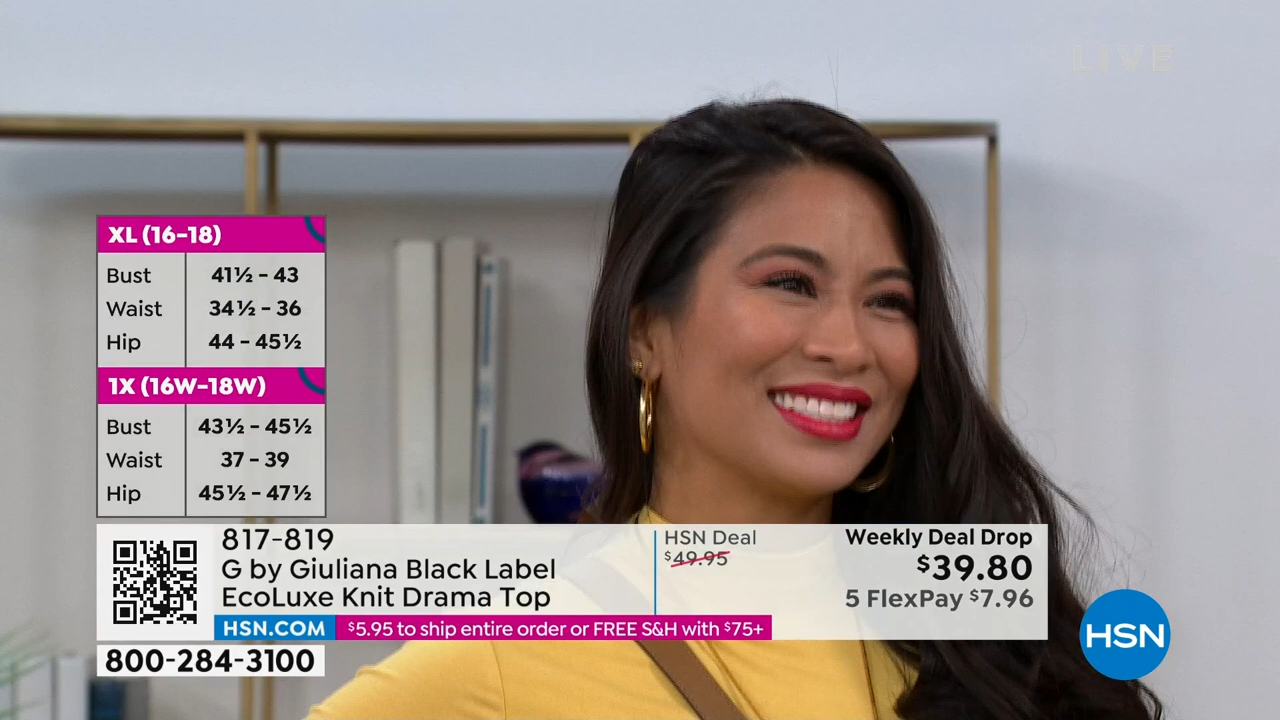 LIVE
XL (16-18)
Bust 41½ - 43
Waist 34½ - 36
Hip 44 - 45½
1X (16W-18W)
Bust 43½ - 45½
Waist 37 - 39
Hip 45½ - 47½
817-819
G by Giuliana Black Label
EcoLuxe Knit Drama Top
HSN Deal
$49.95
Weekly Deal Drop
$39.80
5 FlexPay $7.96
HSN.COM $5.95 to ship entire order or FREE S&H with $75+
800-284-3100
HSN